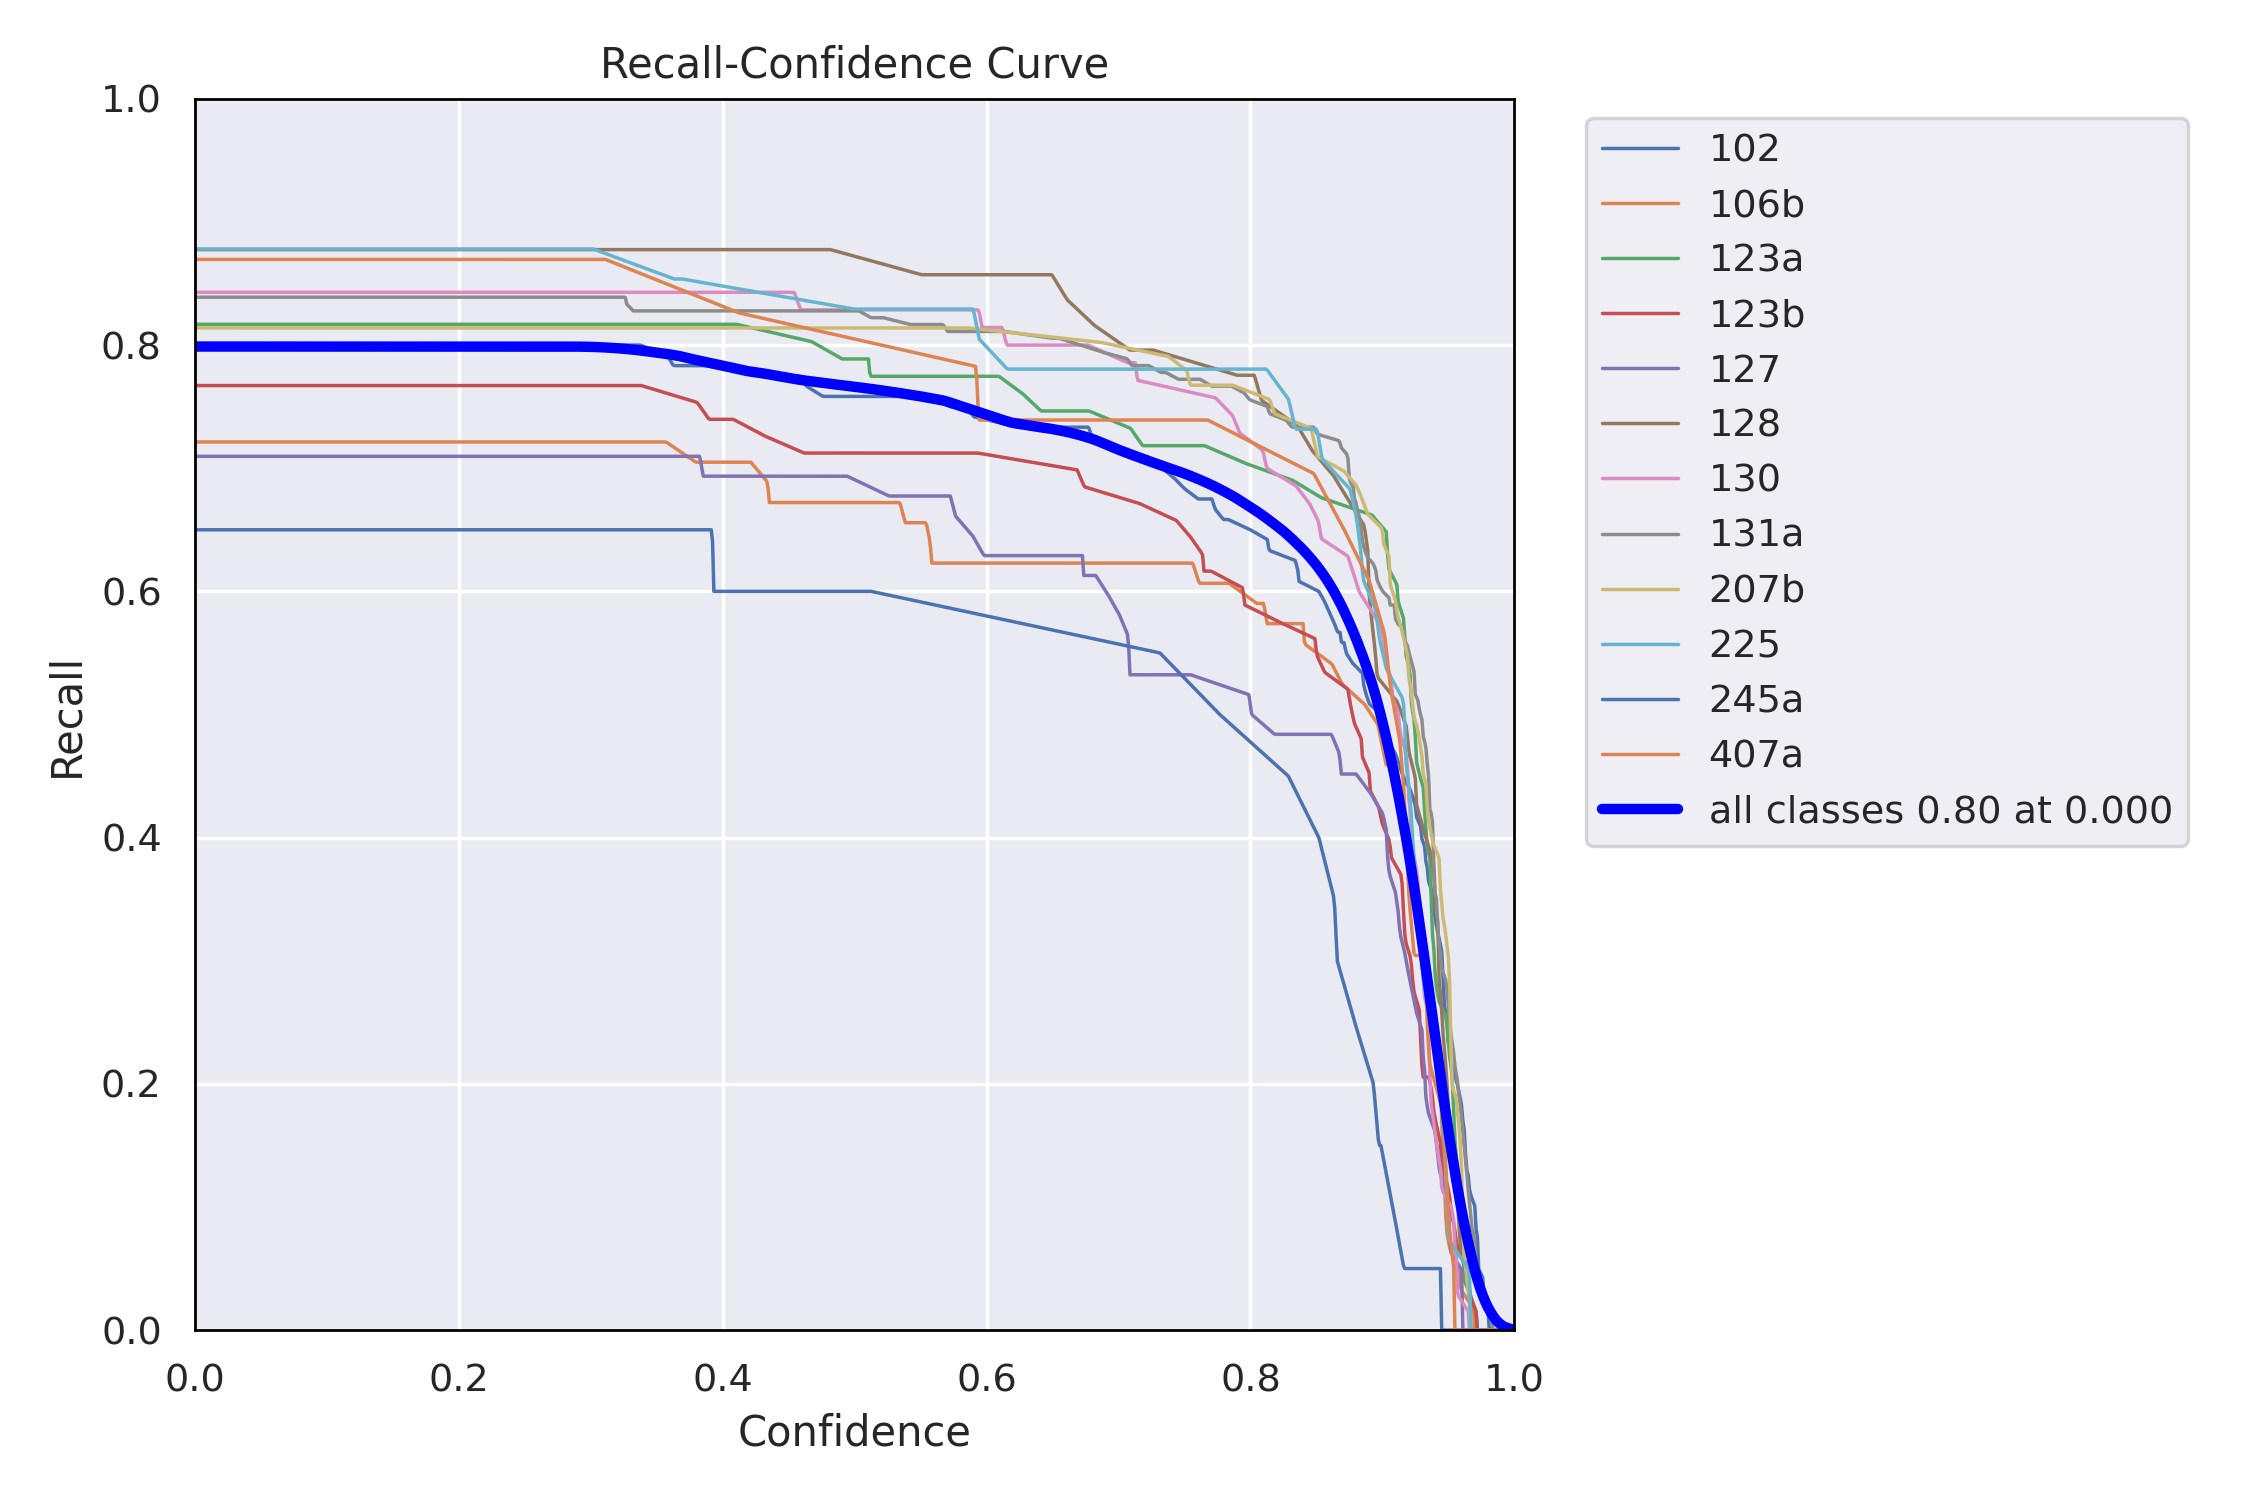 Recall-Confidence Curve
1.0
0.8
0.6
0.4
0.2
0.0
Recall
0.0 0.2 0.4 0.6 0.8 1.0
Confidence
102
106b
123a
123b
127
128
130
131a
207b
225
245a
407a
all classes 0.80 at 0.000